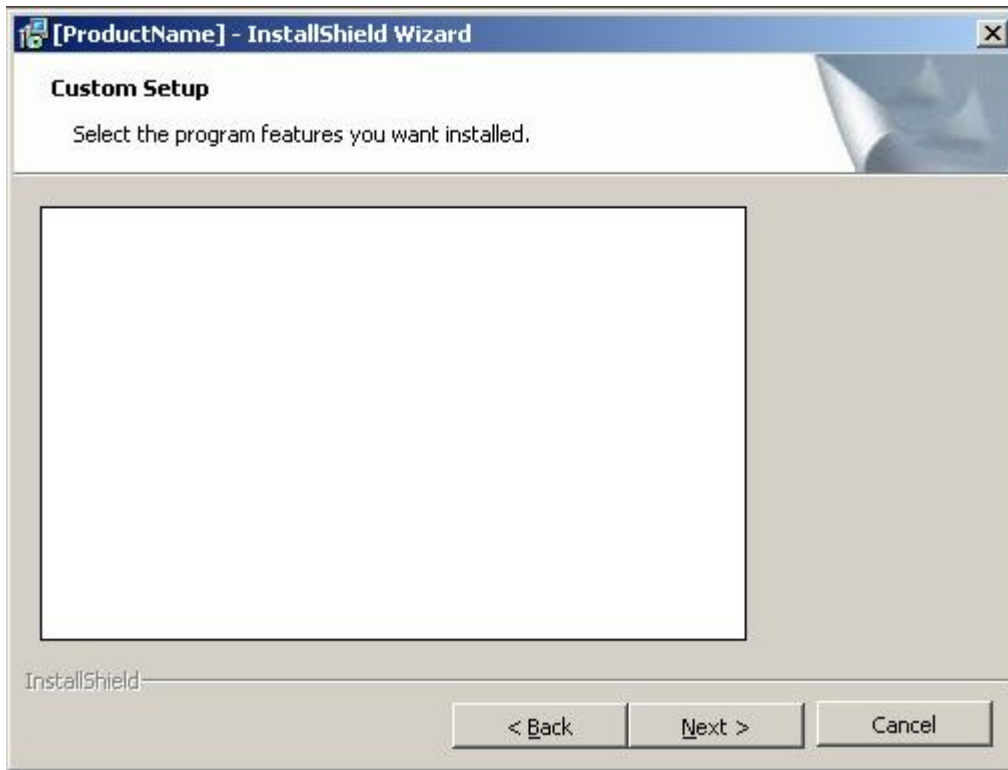 [ProductName] - InstallShield Wizard
Custom Setup
Select the program features you want installed.
InstallShield
< Back
Next >
Cancel